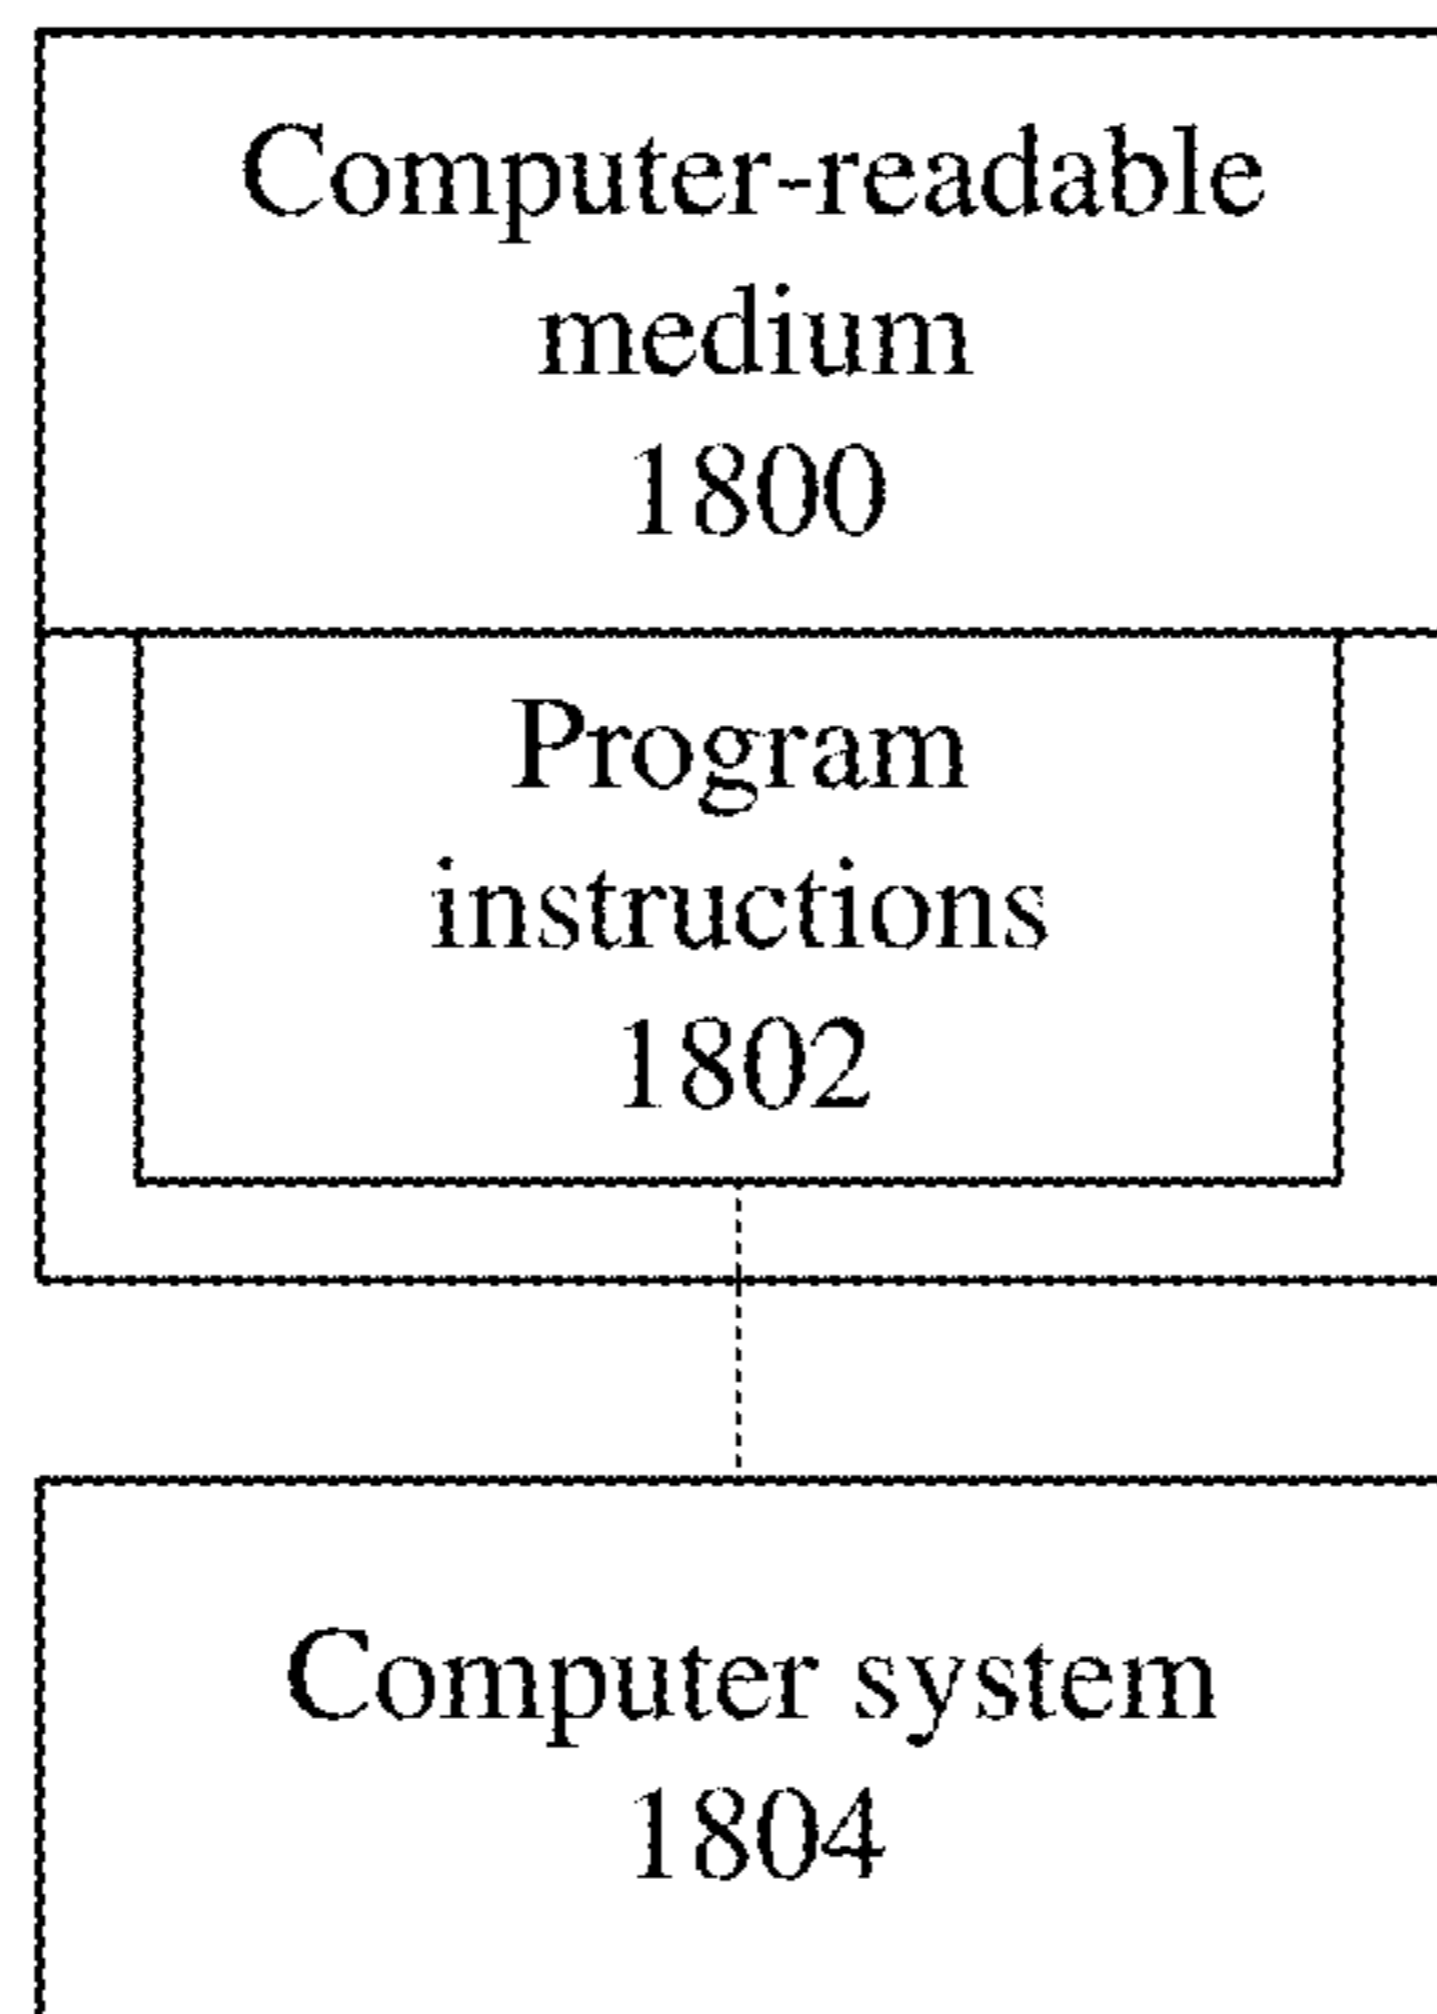 Computer-readable
medium
1800
Program
instructions
1802
Computer system
1804